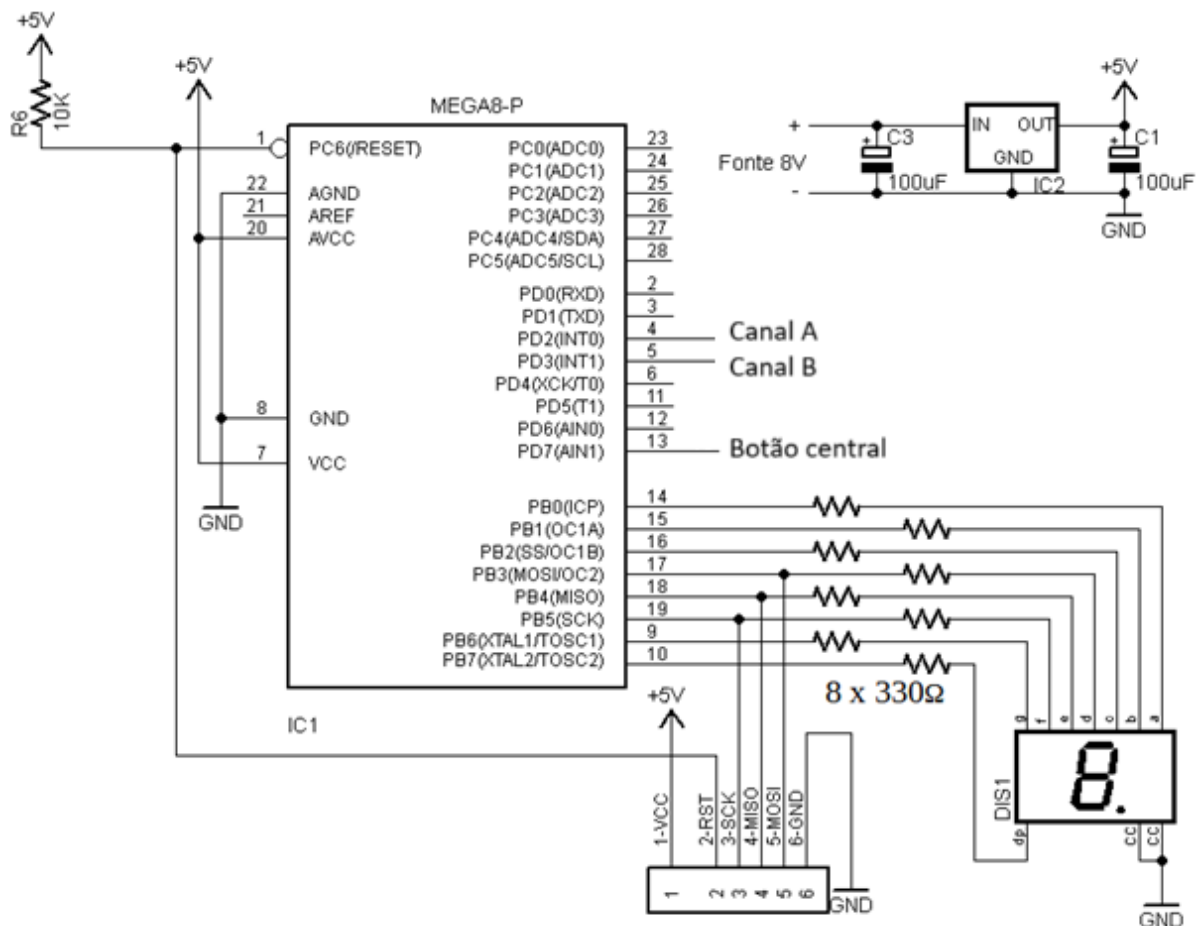 +5V
+5V
R6
10K
MEGA8-P
1
PC6(/RESET)
22
AGND
21
AREF
20
AVCC
8
GND
7
VCC
GND
PC0(ADC0)
23
PC1(ADC1)
24
PC2(ADC2)
25
PC3(ADC3)
26
PC4(ADC4/SDA)
27
PC5(ADC5/SCL)
28
PD0(RXD)
2
PD1(TXD)
3
PD2(INT0)
4
Canal A
PD3(INT1)
5
Canal B
PD4(XCK/T0)
6
PD5(T1)
11
PD6(AIN0)
12
PD7(AIN1)
13
Botão central
PB0(ICP)
14
PB1(OC1A)
15
PB2(SS/OC1B)
16
PB3(MOSI/OC2)
17
PB4(MISO)
18
PB5(SCK)
19
PB6(XTAL1/TOSC1)
9
PB7(XTAL2/TOSC2)
10
IC1
+5V
+
IN
OUT
GND
IC2
+
C3
100uF
+
C1
100uF
Fonte 8V
-
GND
8 x 330Ω
+5V
1-VCC
2-RST
3-SCK
4-MISO
5-MOSI
6-GND
1 2 3 4 5 6
GND
g f e d c b a
DIS1
8.
dp
CC
CC
GND